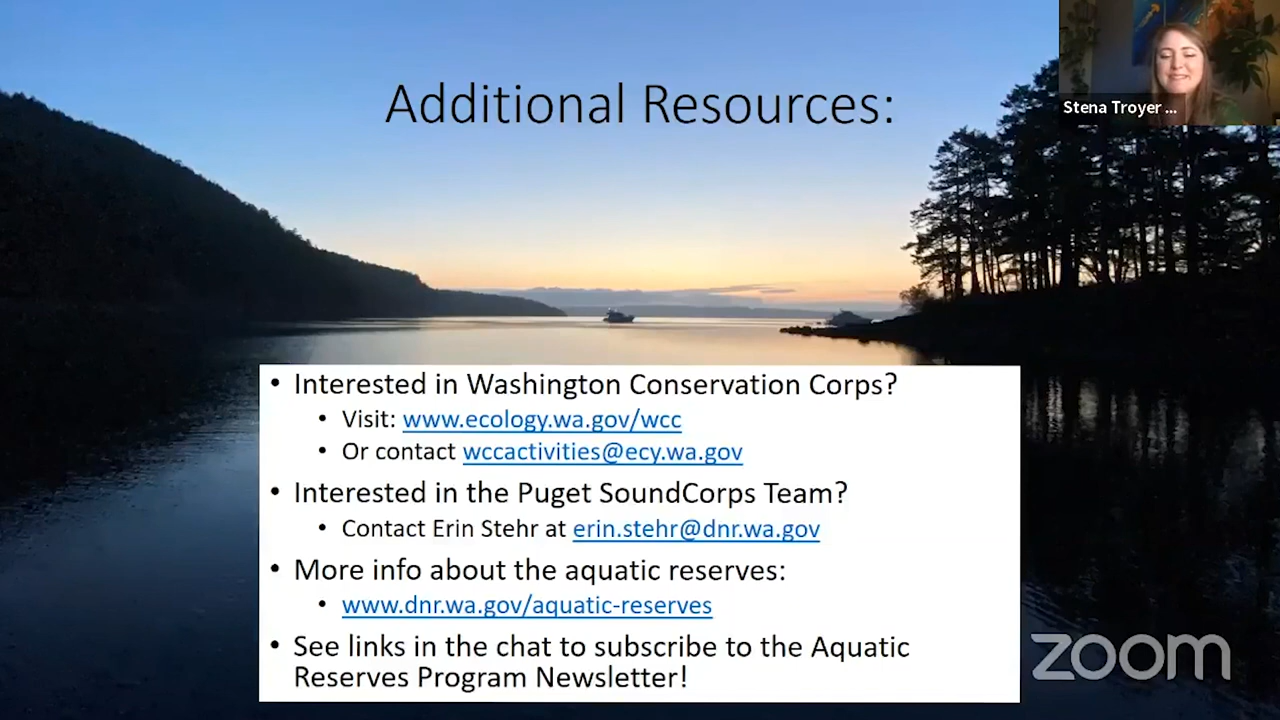 Additional Resources:
Stena Troyer ...
• Interested in Washington Conservation Corps?
• Visit: www.ecology.wa.gov/wcc
• Or contact wccactivities@ecy.wa.gov
• Interested in the Puget SoundCorps Team?
• Contact Erin Stehr at erin.stehr@dnr.wa.gov
• More info about the aquatic reserves:
• www.dnr.wa.gov/aquatic-reserves
• See links in the chat to subscribe to the Aquatic
Reserves Program Newsletter!
zoom